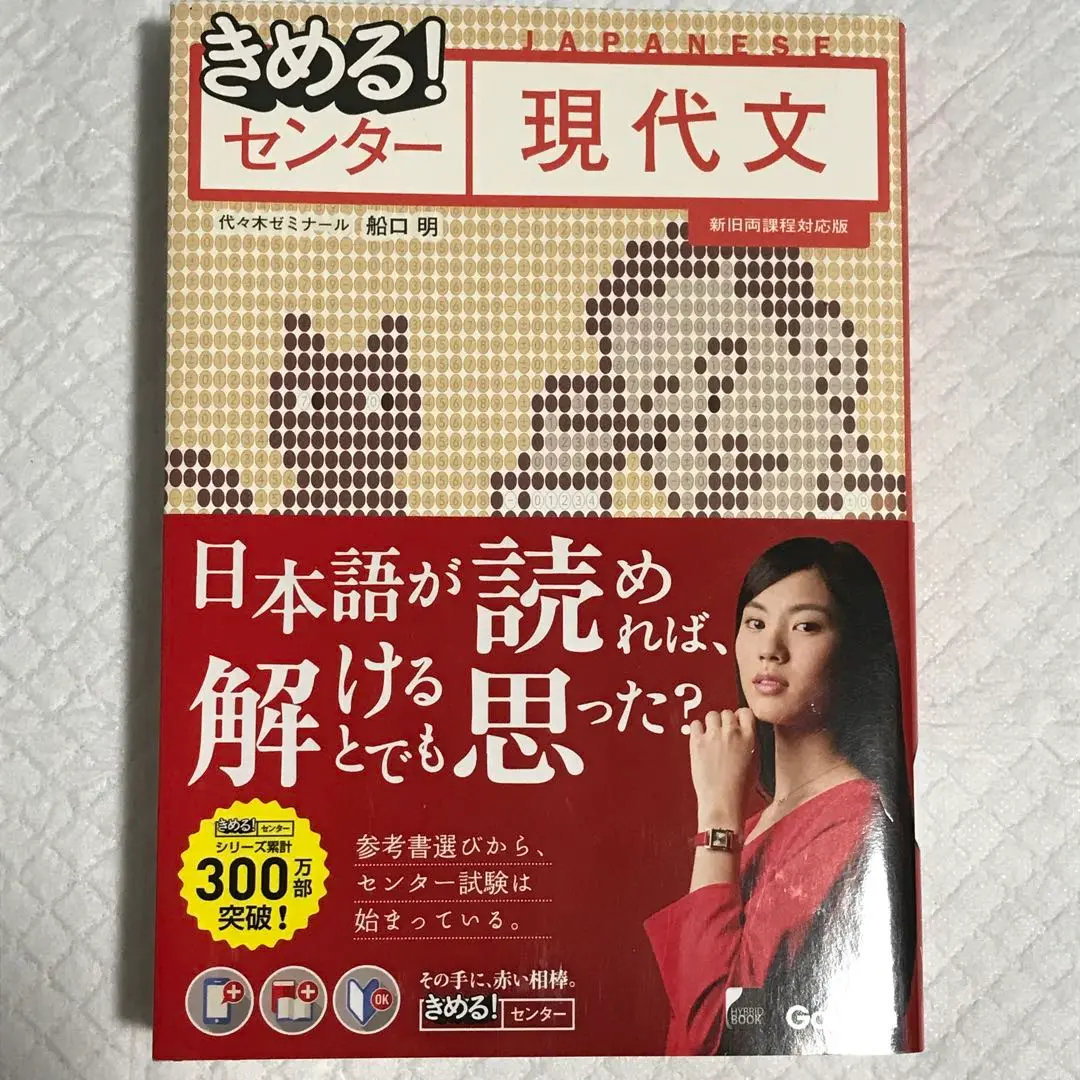 JAPANESE
きめる!
センター
現代文
代々木ゼミナール 船口 明
新旧両課程対応版
日本語が読めれば、
解けるとでも思った?
きめる! センター
シリーズ累計
300万部
突破!
参考書選びから、
センター試験は
始まっている。
その手に、赤い相棒。
きめる! センター
OK
HYBRID
BOOK